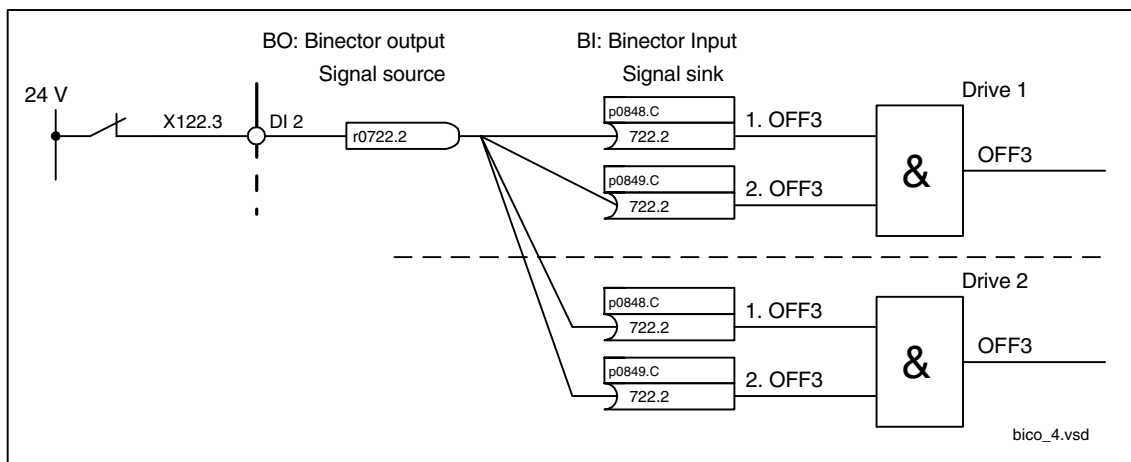 BO: Binector output
Signal source
BI: Binector Input
Signal sink
24 V
X122.3
DI 2
r0722.2
Drive 1
p0848.C
722.2
1. OFF3
p0849.C
722.2
2. OFF3
&
OFF3
Drive 2
p0848.C
722.2
1. OFF3
p0849.C
722.2
2. OFF3
&
OFF3
bico_4.vsd